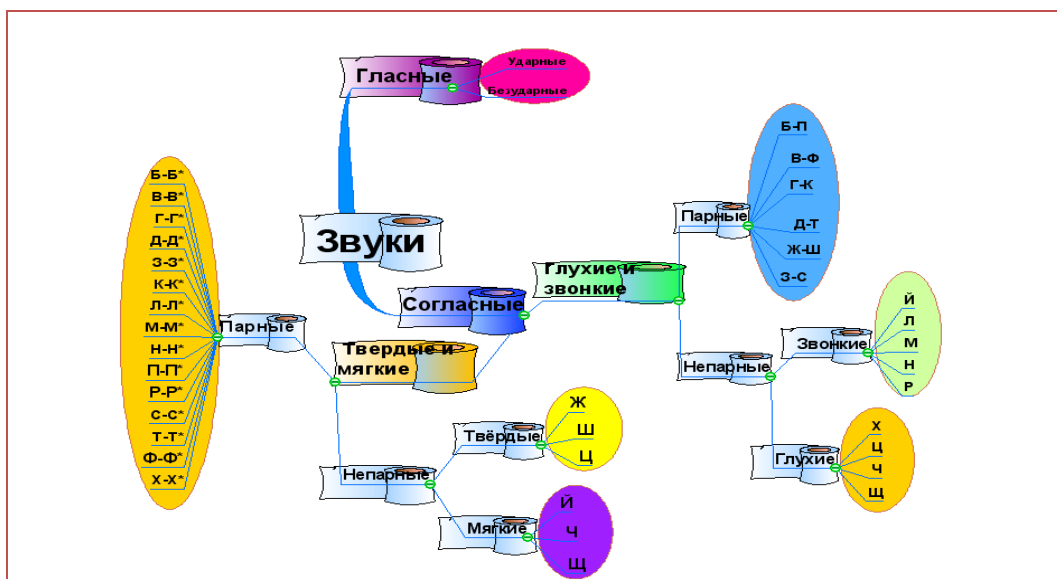 Звуки
Гласные
Ударные
Безударные
Согласные
Глухие и
звонкие
Парные
Б-П
В-Ф
Г-К
Д-Т
Ж-Ш
З-С
Непарные
Звонкие
Й
Л
М
Н
Р
Глухие
Х
Ц
Ч
Щ
Твердые и
мягкие
Парные
Б-Б*
В-В*
Г-Г*
Д-Д*
З-З*
К-К*
Л-Л*
М-М*
Н-Н*
П-П*
Р-Р*
С-С*
Т-Т*
Ф-Ф*
Х-Х*
Непарные
Твёрдые
Ж
Ш
Ц
Мягкие
Й
Ч
Щ